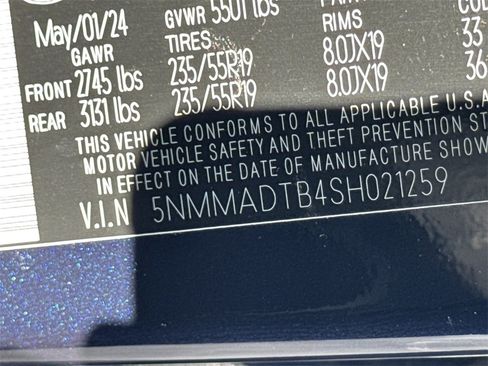 May/01/24 GVWR 5501 lbs
GAWR TIRES RIMS
FRONT 2745 lbs 235/55R19 8.0JX19 33
REAR 3131 lbs 235/55R19 8.0JX19 36
THIS VEHICLE CONFORMS TO ALL APPLICABLE U.S.A
MOTOR VEHICLE SAFETY AND THEFT PREVENTION ST
IN EFFECT ON THE DATE OF MANUFACTURE SHOW
V.I.N 5NMMADTB4SH021259